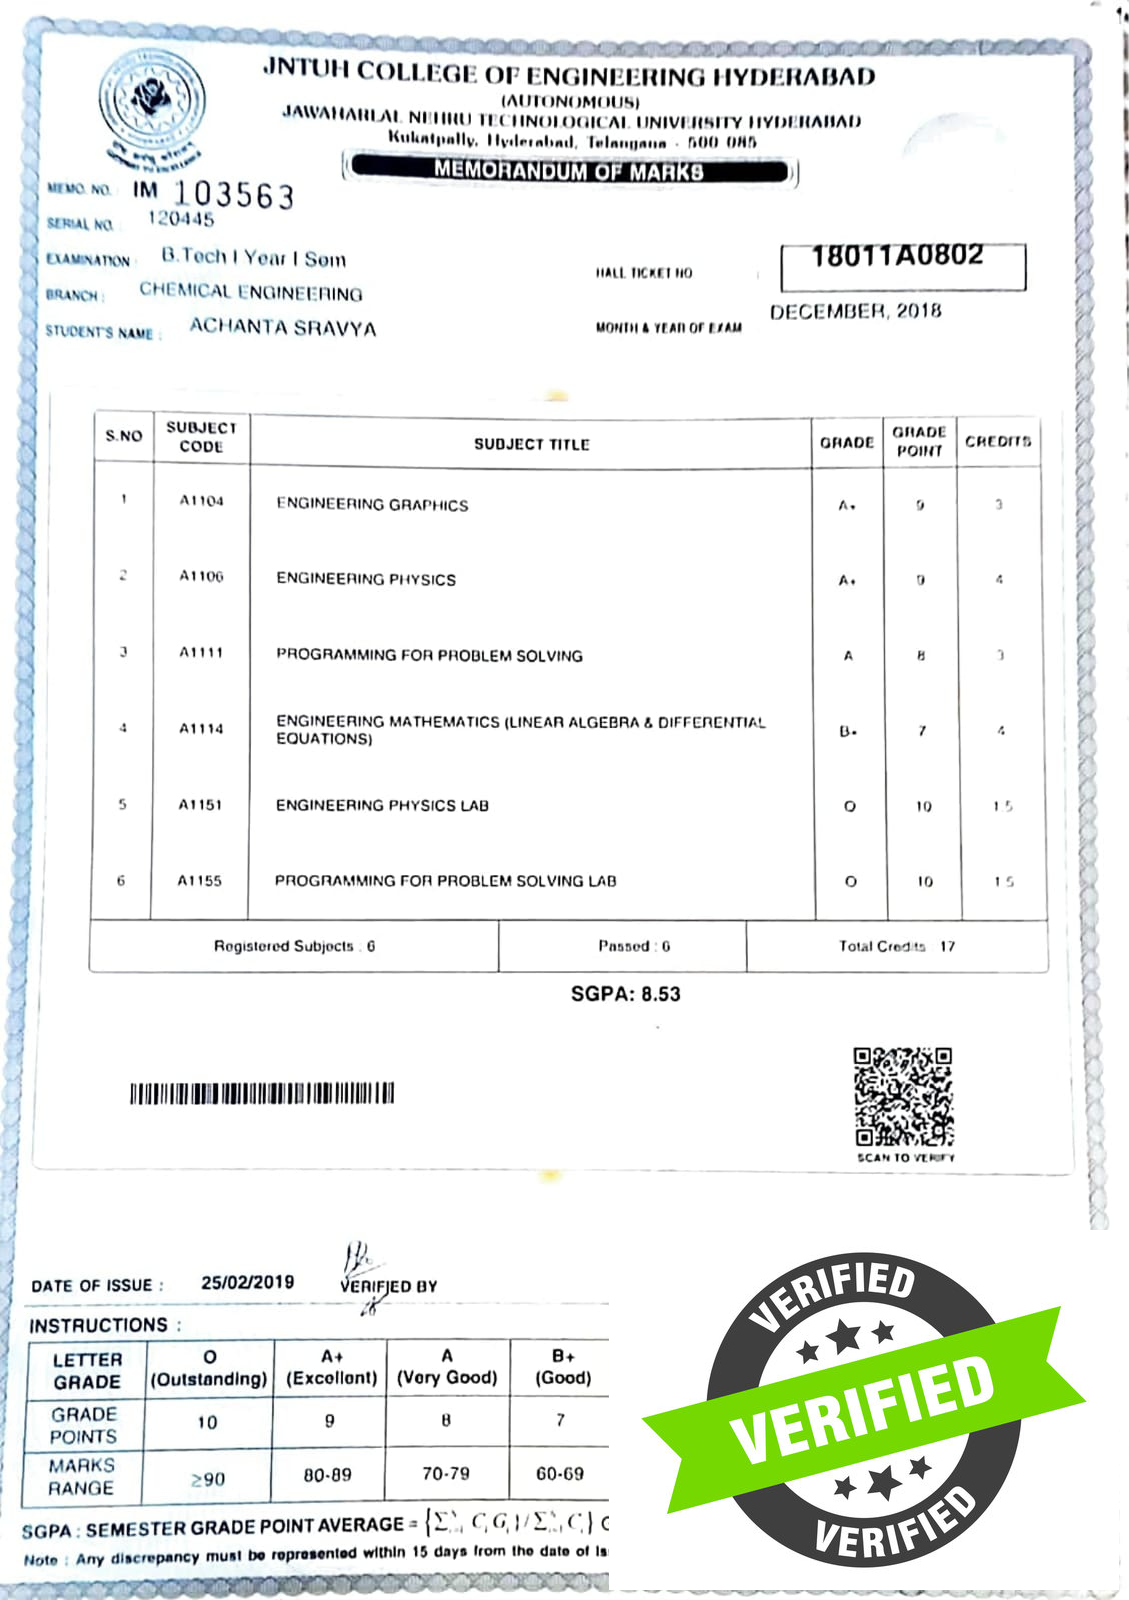 JNTUH COLLEGE OF ENGINEERING HYDERABAD
(AUTONOMOUS)
JAWAHARLAL NEHRU TECHNOLOGICAL UNIVERSITY HYDERABAD
Kukatpally, Hyderabad, Telangana - 500 085
MEMORANDUM OF MARKS
MEMO. NO. IM 103563
SERIAL NO. : 120445
EXAMINATION : B.Tech I Year I Sem
HALL TICKET NO : 18011A0802
BRANCH : CHEMICAL ENGINEERING
MONTH & YEAR OF EXAM DECEMBER, 2018
STUDENT'S NAME : ACHANTA SRAVYA
S.NO SUBJECT CODE SUBJECT TITLE GRADE GRADE POINT CREDITS
1 A1104 ENGINEERING GRAPHICS A+ 9 3
2 A1106 ENGINEERING PHYSICS A+ 9 4
3 A1111 PROGRAMMING FOR PROBLEM SOLVING A 8 3
4 A1114 ENGINEERING MATHEMATICS (LINEAR ALGEBRA & DIFFERENTIAL
EQUATIONS) B+ 7 4
5 A1151 ENGINEERING PHYSICS LAB O 10 1.5
6 A1155 PROGRAMMING FOR PROBLEM SOLVING LAB O 10 1.5
Registered Subjects : 6 Passed : 6 Total Credits 17
SGPA: 8.53
SCAN TO VERIFY
DATE OF ISSUE : 25/02/2019 VERIFIED BY
INSTRUCTIONS :
LETTER GRADE O (Outstanding) A+ (Excellent) A (Very Good) B+ (Good)
GRADE POINTS 10 9 8 7
MARKS RANGE ≥90 80-89 70-79 60-69
SGPA : SEMESTER GRADE POINT AVERAGE =
Note : Any discrepancy must be represented within 15 days from the date of Is
VERIFIED
VERIFIED
VERIFIED